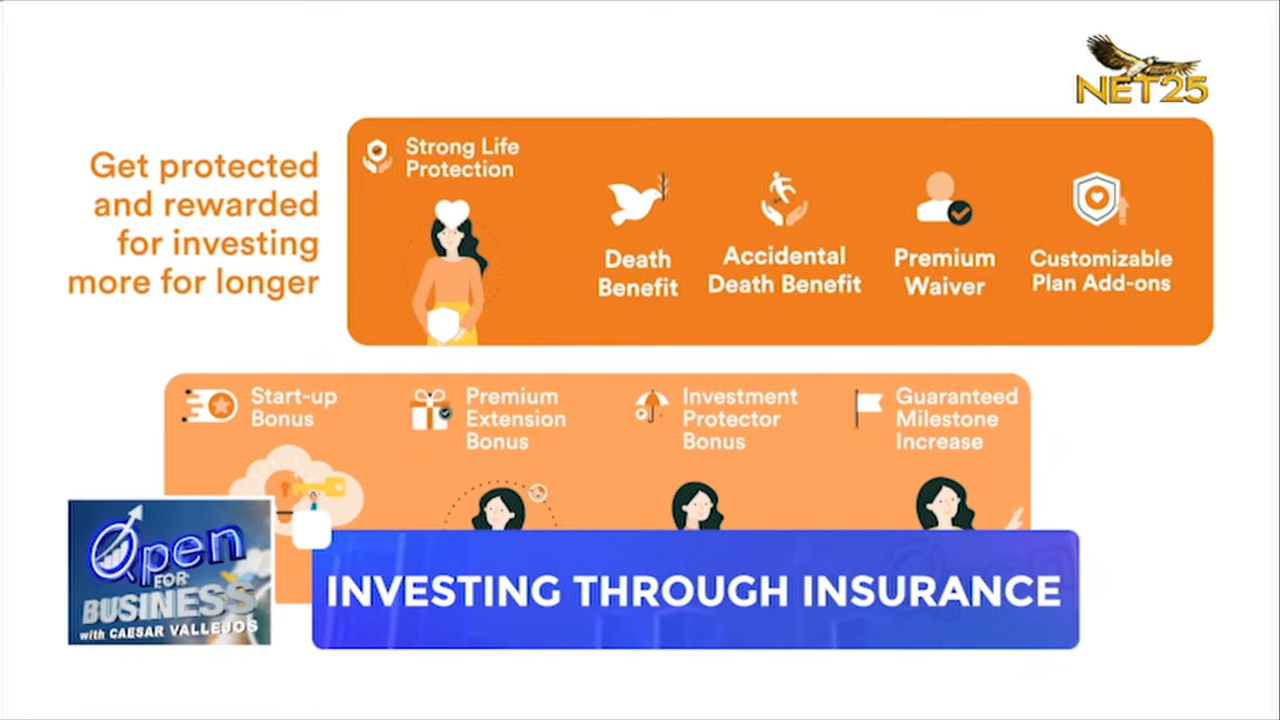 NET25
Get protected
and rewarded
for investing
more for longer
Strong Life
Protection
Death
Benefit
Accidental
Death Benefit
Premium
Waiver
Customizable
Plan Add-ons
Start-up
Bonus
Premium
Extension
Bonus
Investment
Protector
Bonus
Guaranteed
Milestone
Increase
Open
FOR
BUSINESS
with CAESAR VALLEJOS
INVESTING THROUGH INSURANCE